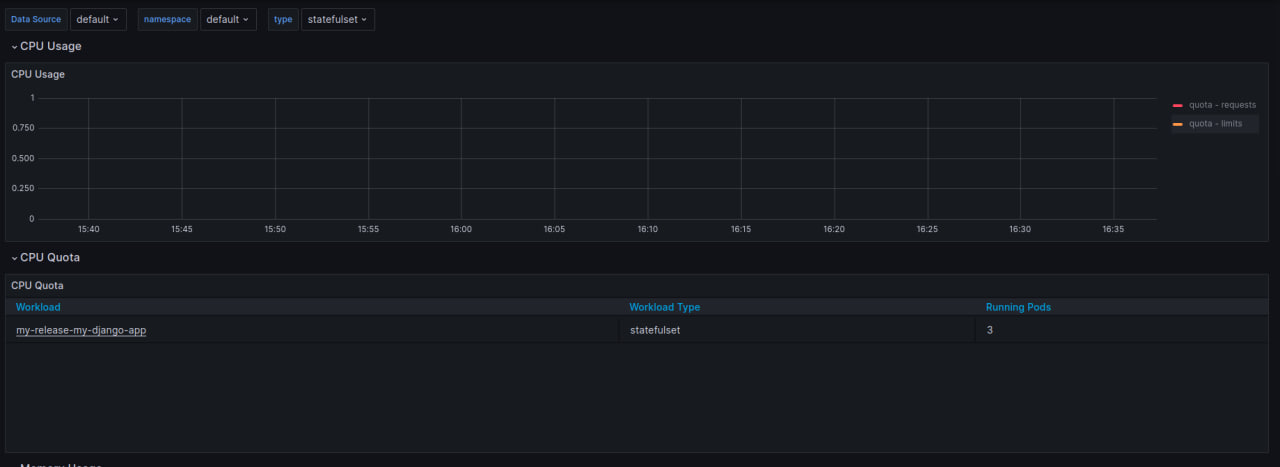 Data Source default namespace default type statefulset
CPU Usage
CPU Usage
1
0.750
0.500
0.250
0
15:40 15:45 15:50 15:55 16:00 16:05 16:10 16:15 16:20 16:25 16:30 16:35
quota - requests
quota - limits
CPU Quota
CPU Quota
Workload Workload Type Running Pods
my-release-my-django-app statefulset 3
Memory Usage